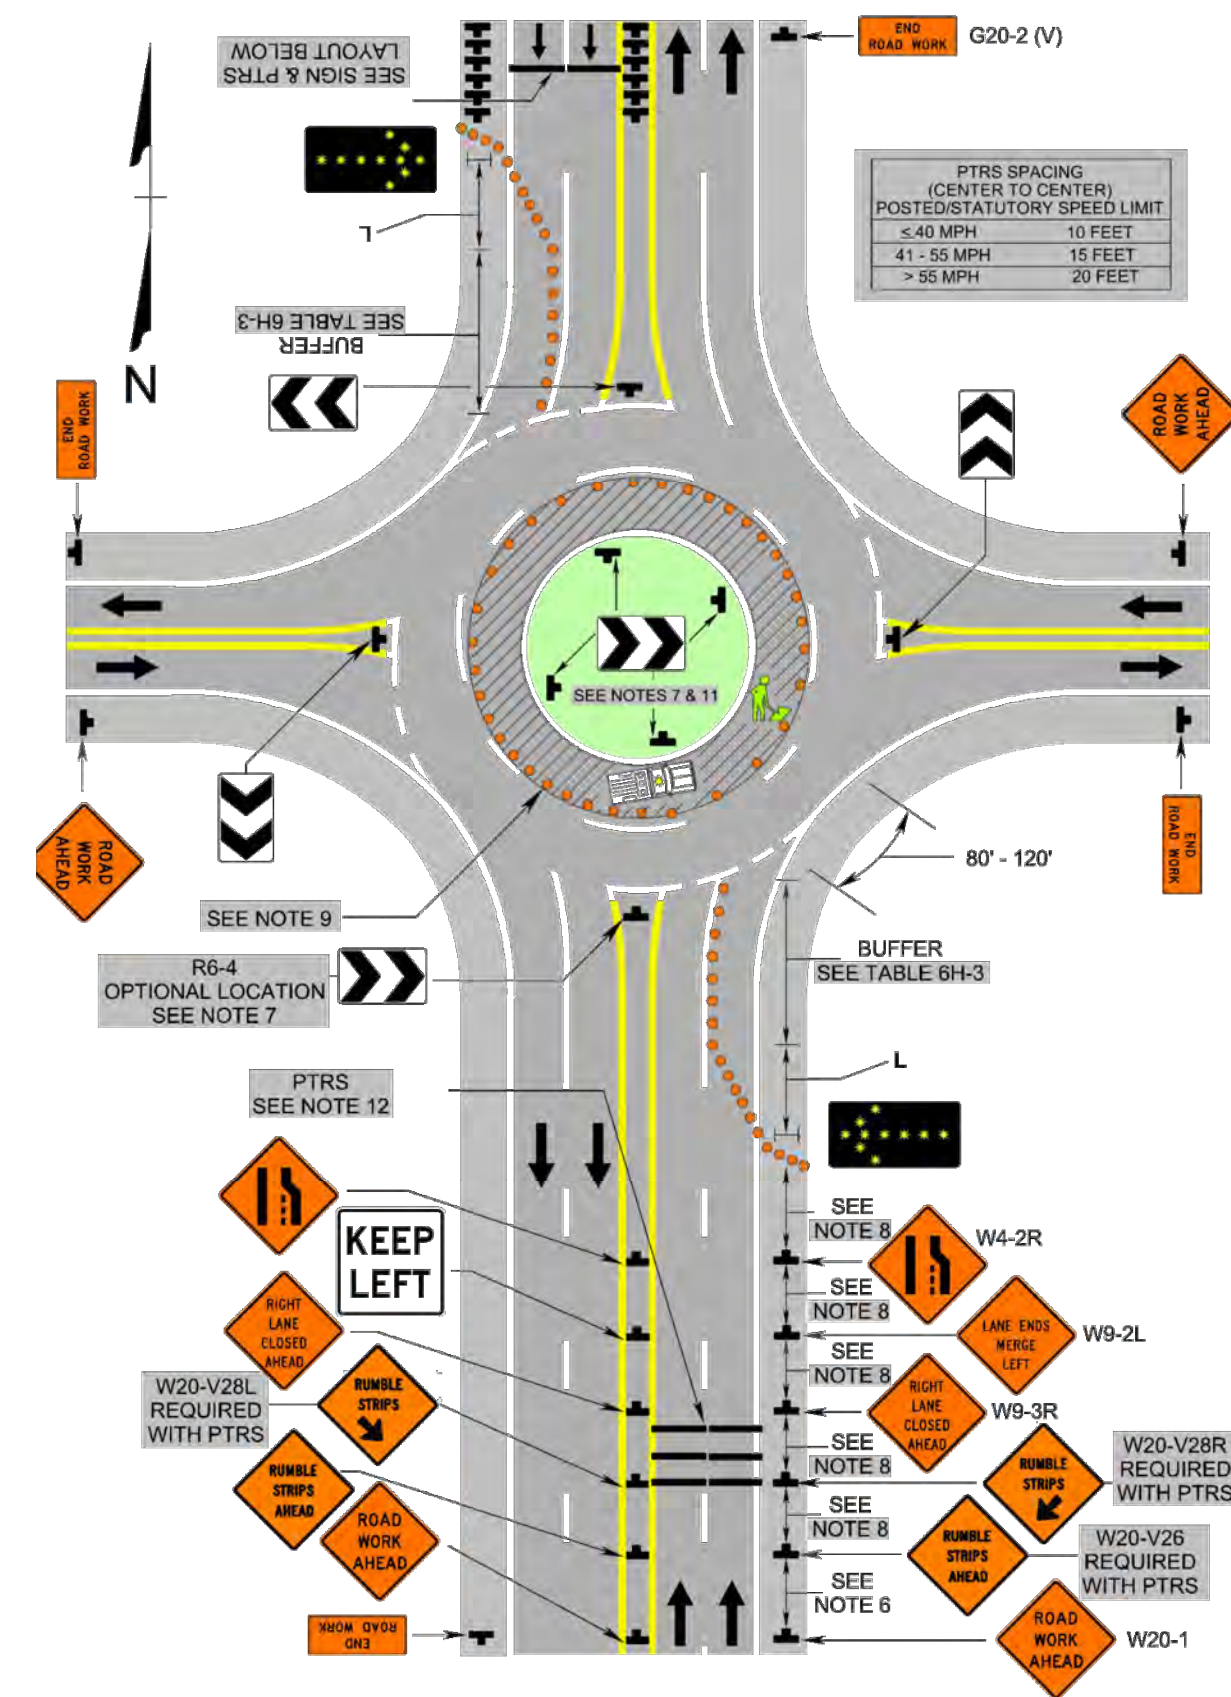 END
ROAD WORK
G20-2 (V)
SEE SIGN & PTRS
LAYOUT BELOW
PTRS SPACING
(CENTER TO CENTER)
POSTED/STATUTORY SPEED LIMIT
≤40 MPH 10 FEET
41 - 55 MPH 15 FEET
> 55 MPH 20 FEET
L
BUFFER
SEE TABLE 6H-3
N
END
ROAD WORK
ROAD
WORK
AHEAD
SEE NOTES 7 & 11
ROAD
WORK
AHEAD
END
ROAD WORK
80' - 120'
SEE NOTE 9
R6-4
OPTIONAL LOCATION
SEE NOTE 7
BUFFER
SEE TABLE 6H-3
L
PTRS
SEE NOTE 12
KEEP
LEFT
SEE
NOTE 8
W4-2R
SEE
NOTE 8
LANE ENDS
MERGE
LEFT
W9-2L
RIGHT
LANE
CLOSED
AHEAD
SEE
NOTE 8
RIGHT
LANE
CLOSED
AHEAD
W9-3R
W20-V28L
REQUIRED
WITH PTRS
RUMBLE
STRIPS
SEE
NOTE 8
RUMBLE
STRIPS
W20-V28R
REQUIRED
WITH PTRS
RUMBLE
STRIPS
AHEAD
SEE
NOTE 8
RUMBLE
STRIPS
AHEAD
W20-V26
REQUIRED
WITH PTRS
ROAD
WORK
AHEAD
SEE
NOTE 6
END
ROAD WORK
ROAD
WORK
AHEAD
W20-1